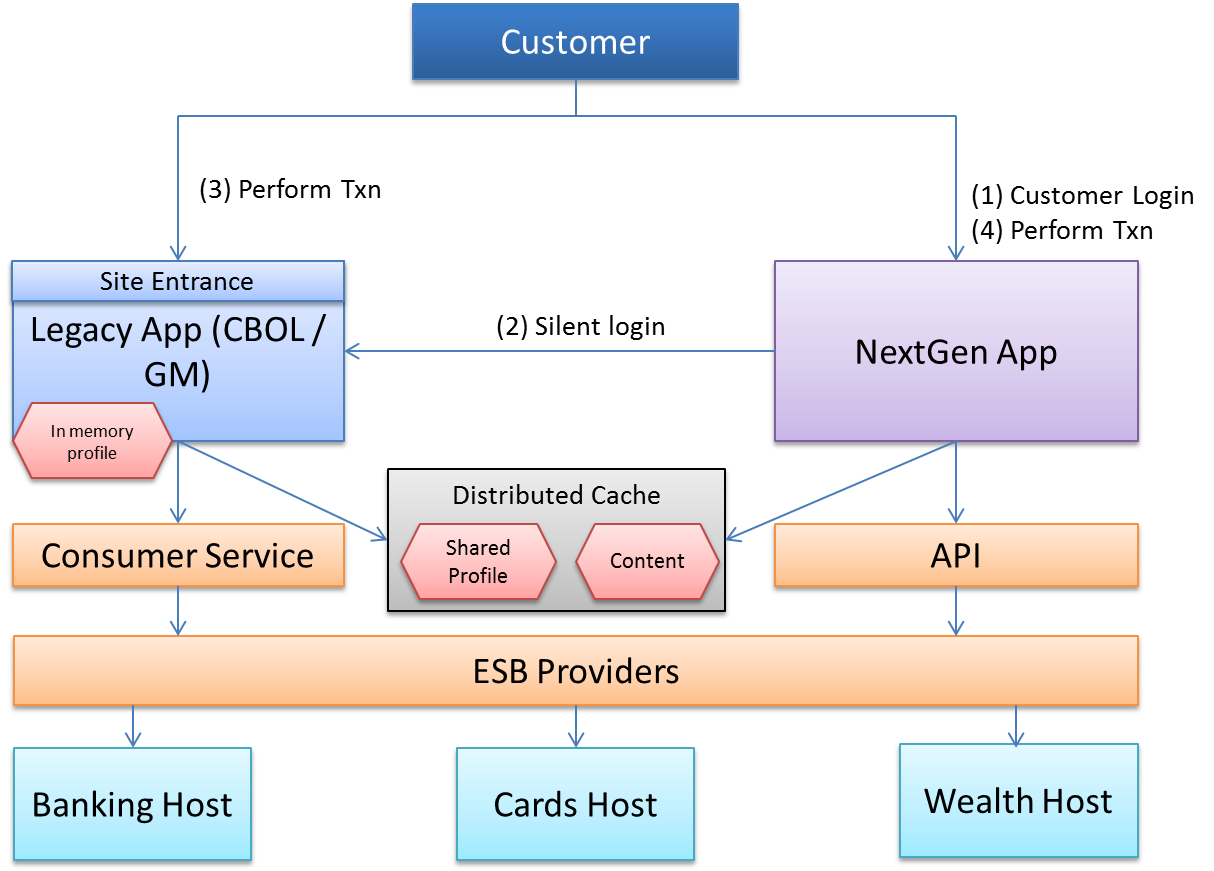 Customer
(3) Perform Txn
(1) Customer Login
(4) Perform Txn
Site Entrance
Legacy App (CBOL /
GM)
(2) Silent login
NextGen App
In memory
profile
Distributed Cache
Shared
Profile
Content
Consumer Service
API
ESB Providers
Banking Host
Cards Host
Wealth Host